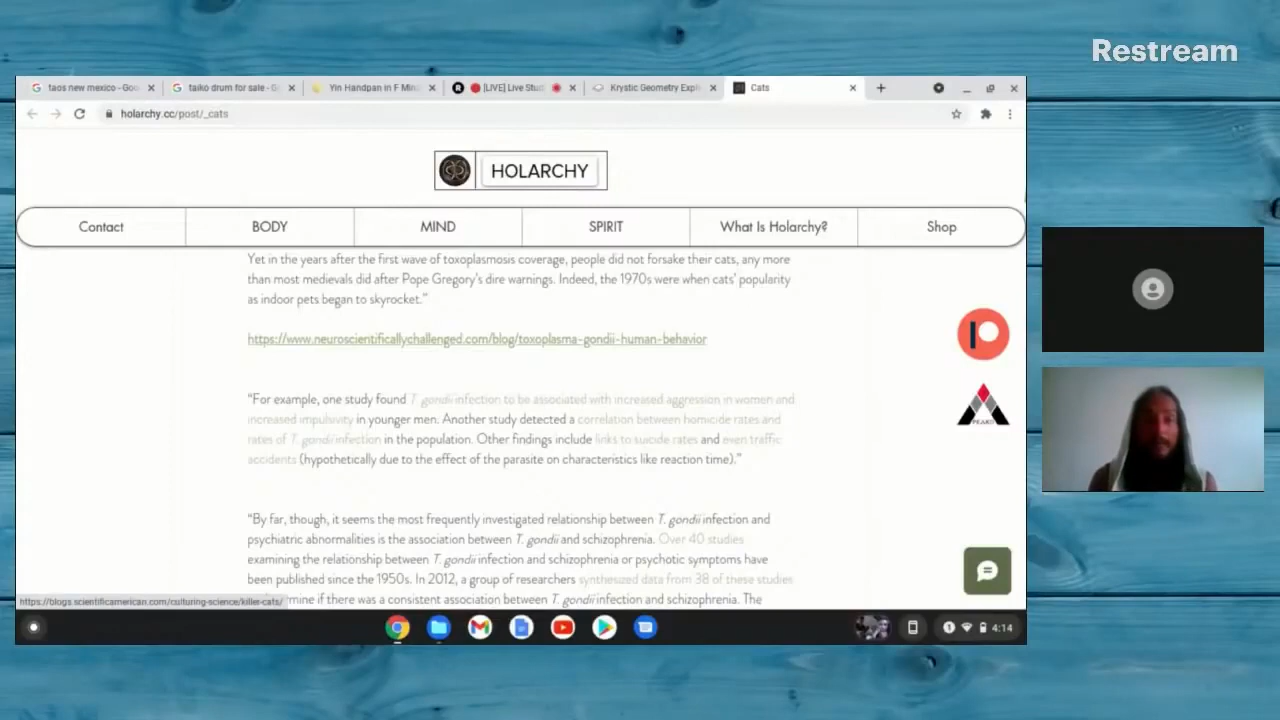 Restream
taos new mexico - Goo
taiko drum for sale - G
Yin Handpan in F Min
[LIVE] Live Stud
Krystic Geometry Expl
Cats
holarchy.cc/post/_cats
HOLARCHY
Contact
BODY
MIND
SPIRIT
What Is Holarchy?
Shop
Yet in the years after the first wave of toxoplasmosis coverage, people did not forsake their cats, any more
than most medievals did after Pope Gregory's dire warnings. Indeed, the 1970s were when cats' popularity
as indoor pets began to skyrocket."
https://www.neuroscientificallychallenged.com/blog/toxoplasma-gondii-human-behavior
"For example, one study found T. gondii infection to be associated with increased aggression in women and
increased impulsivity in younger men. Another study detected a correlation between homicide rates and
rates of T. gondii infection in the population. Other findings include links to suicide rates and even traffic
accidents (hypothetically due to the effect of the parasite on characteristics like reaction time)."
"By far, though, it seems the most frequently investigated relationship between T. gondii infection and
psychiatric abnormalities is the association between T. gondii and schizophrenia. Over 40 studies
examining the relationship between T. gondii infection and schizophrenia or psychotic symptoms have
been published since the 1950s. In 2012, a group of researchers synthesized data from 38 of these studies
mine if there was a consistent association between T. gondii infection and schizophrenia. The
https://blogs.scientificamerican.com/culturing-science/killer-cats/
1
4:14